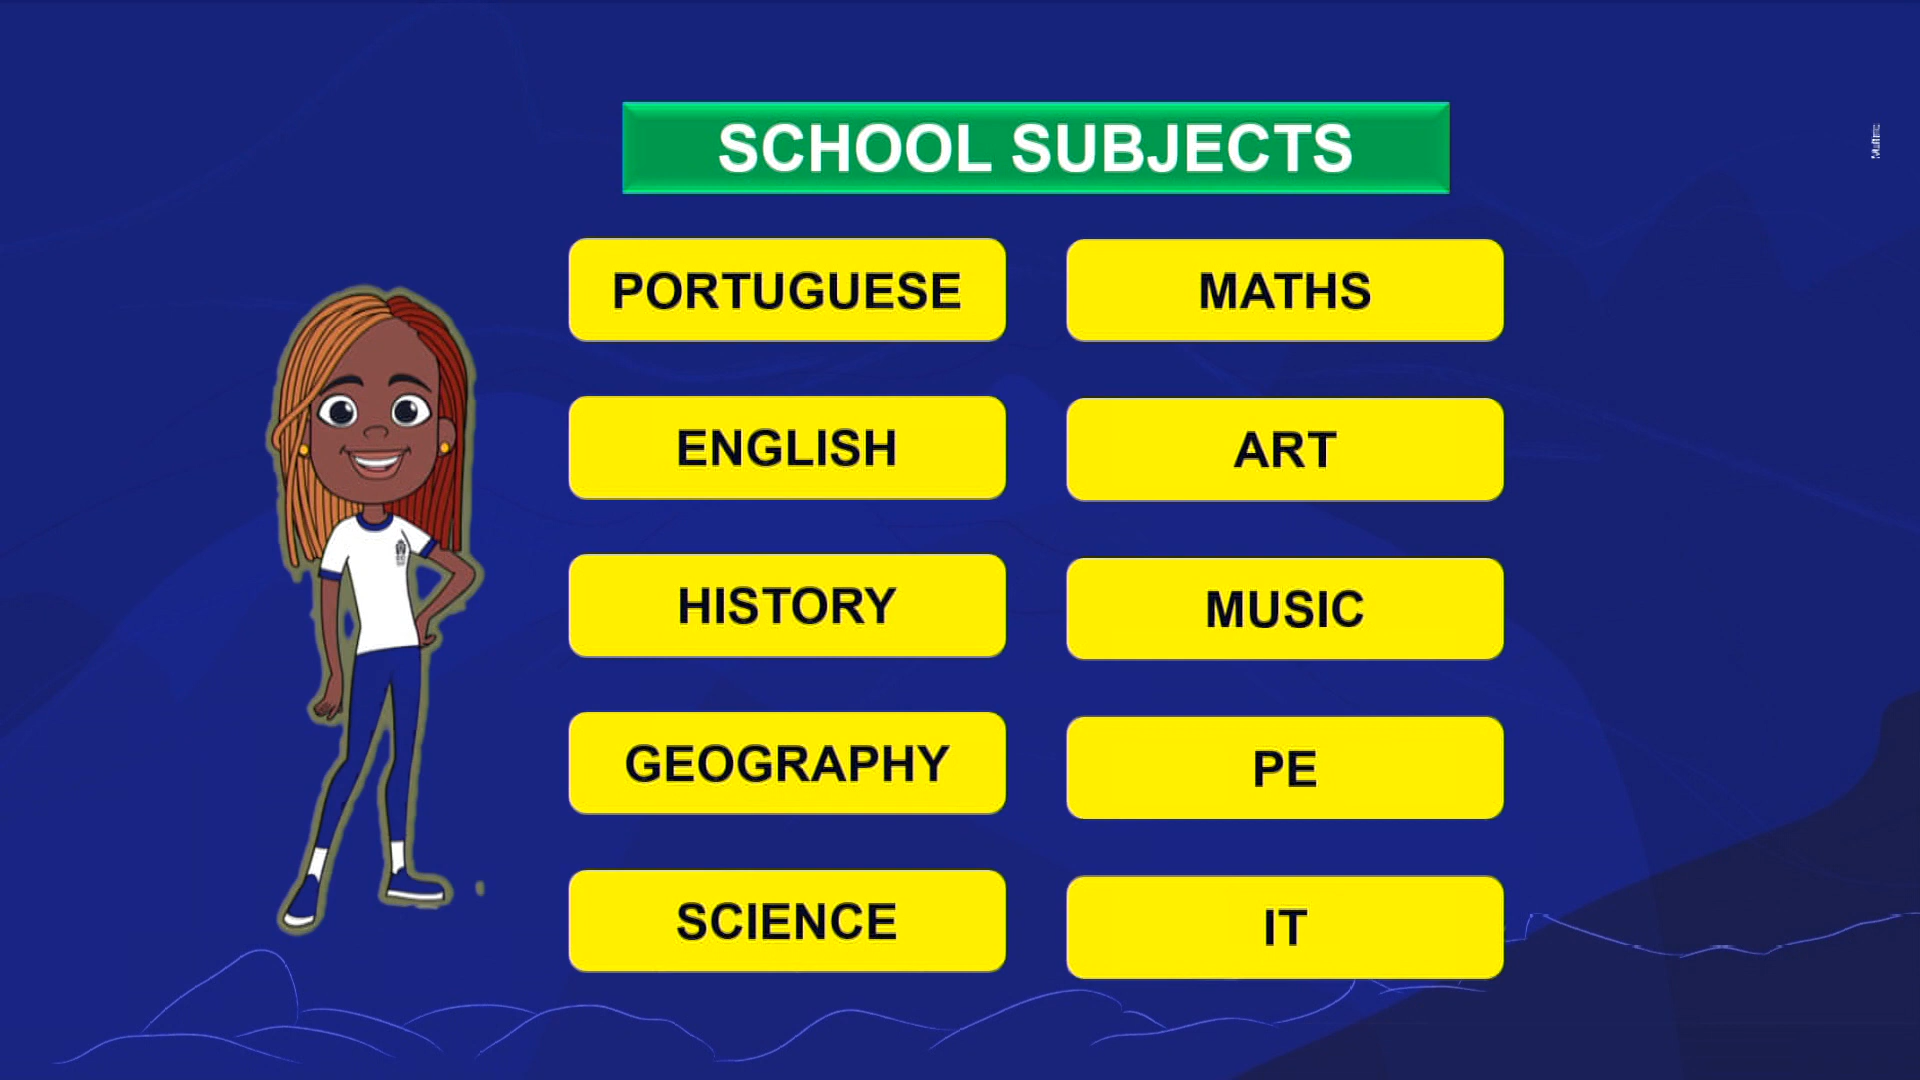 SCHOOL SUBJECTS
PORTUGUESE
MATHS
ENGLISH
ART
HISTORY
MUSIC
GEOGRAPHY
PE
SCIENCE
IT